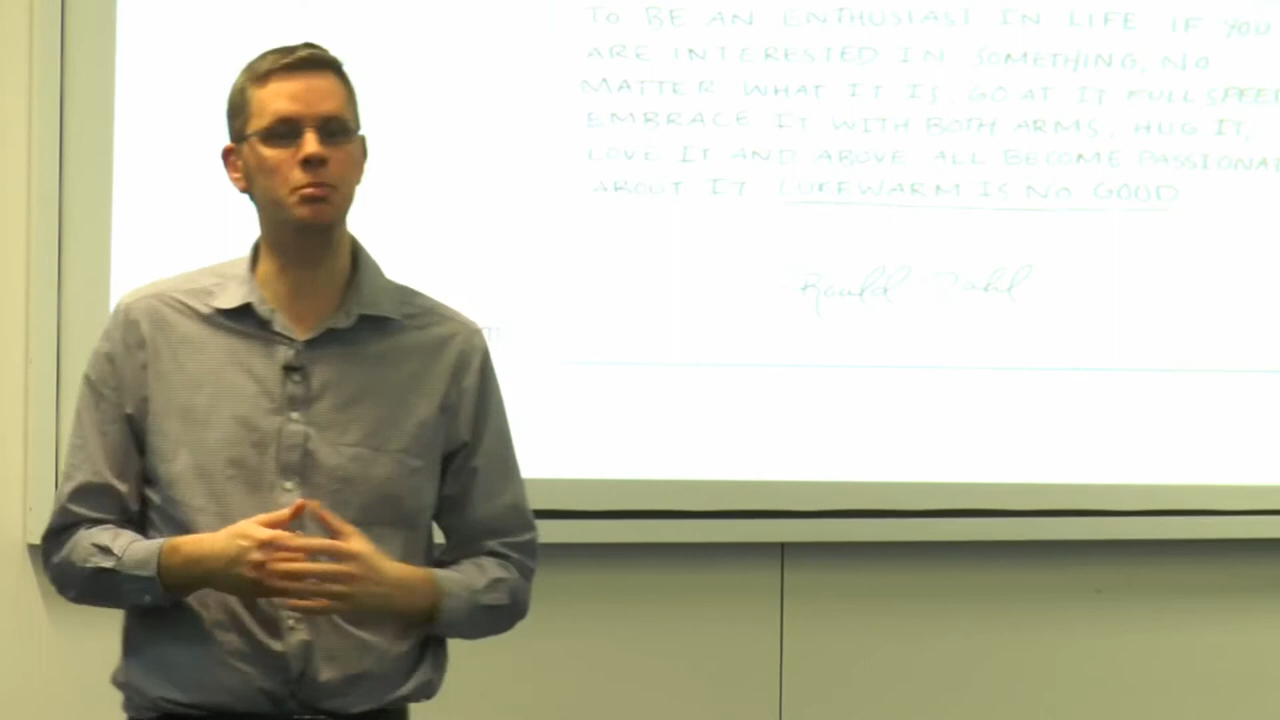 TO BE AN ENTHUSIAST IN LIFE IF YOU
ARE INTERESTED IN SOMETHING, NO
MATTER WHAT IT IS, GO AT IT FULL SPEED
EMBRACE IT WITH BOTH ARMS, HUG IT,
LOVE IT AND ABOVE ALL BECOME PASSIONAT
ABOUT IT LUKEWARM IS NO GOOD
Roald Dahl